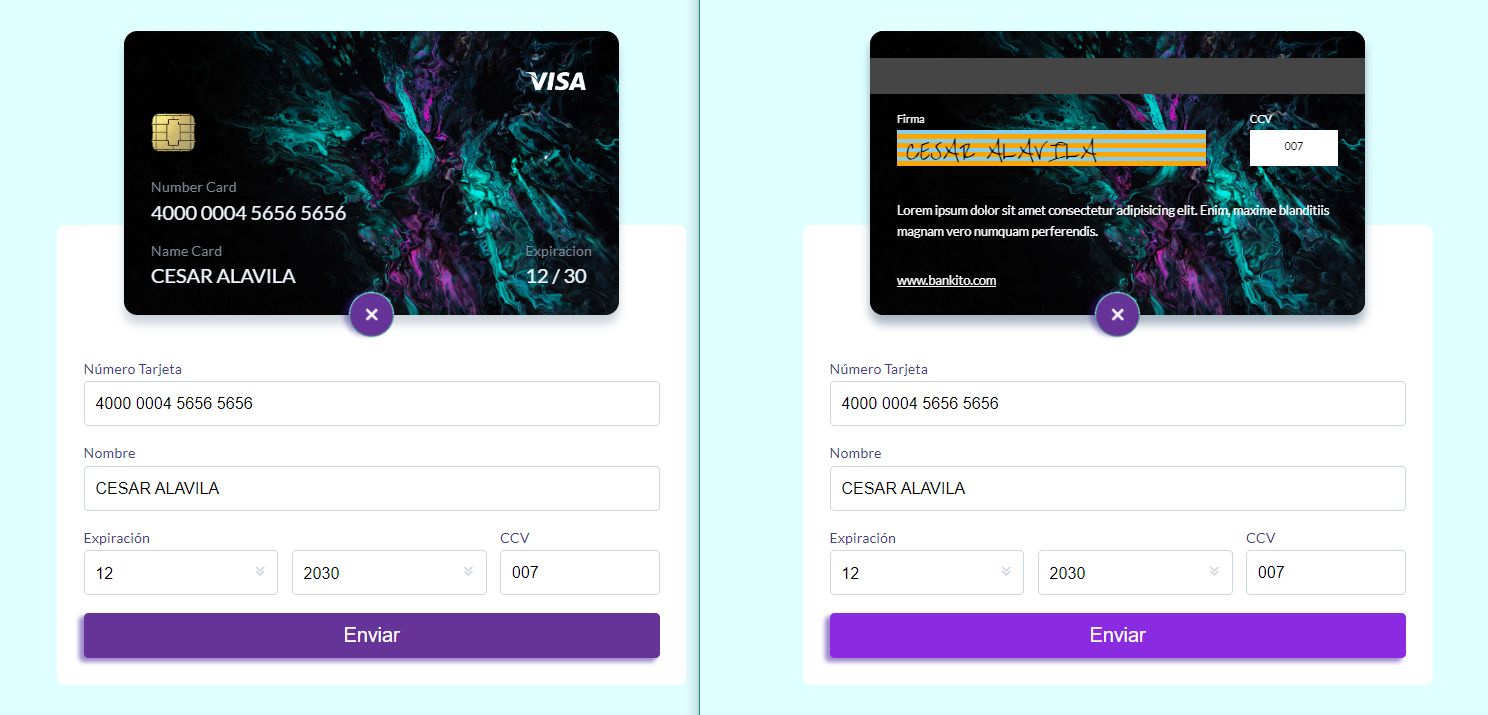 VISA
Number Card
4000 0004 5656 5656
Name Card
CESAR ALAVILA
Expiracion
12 / 30
Número Tarjeta
4000 0004 5656 5656
Nombre
CESAR ALAVILA
Expiración
CCV
12
2030
007
Enviar
Firma
CCV
CESAR ALAVILA
007
Lorem ipsum dolor sit amet consectetur adipisicing elit. Enim, maxime blanditiis
magnam vero numquam perferendis.
www.bankito.com
Número Tarjeta
4000 0004 5656 5656
Nombre
CESAR ALAVILA
Expiración
CCV
12
2030
007
Enviar